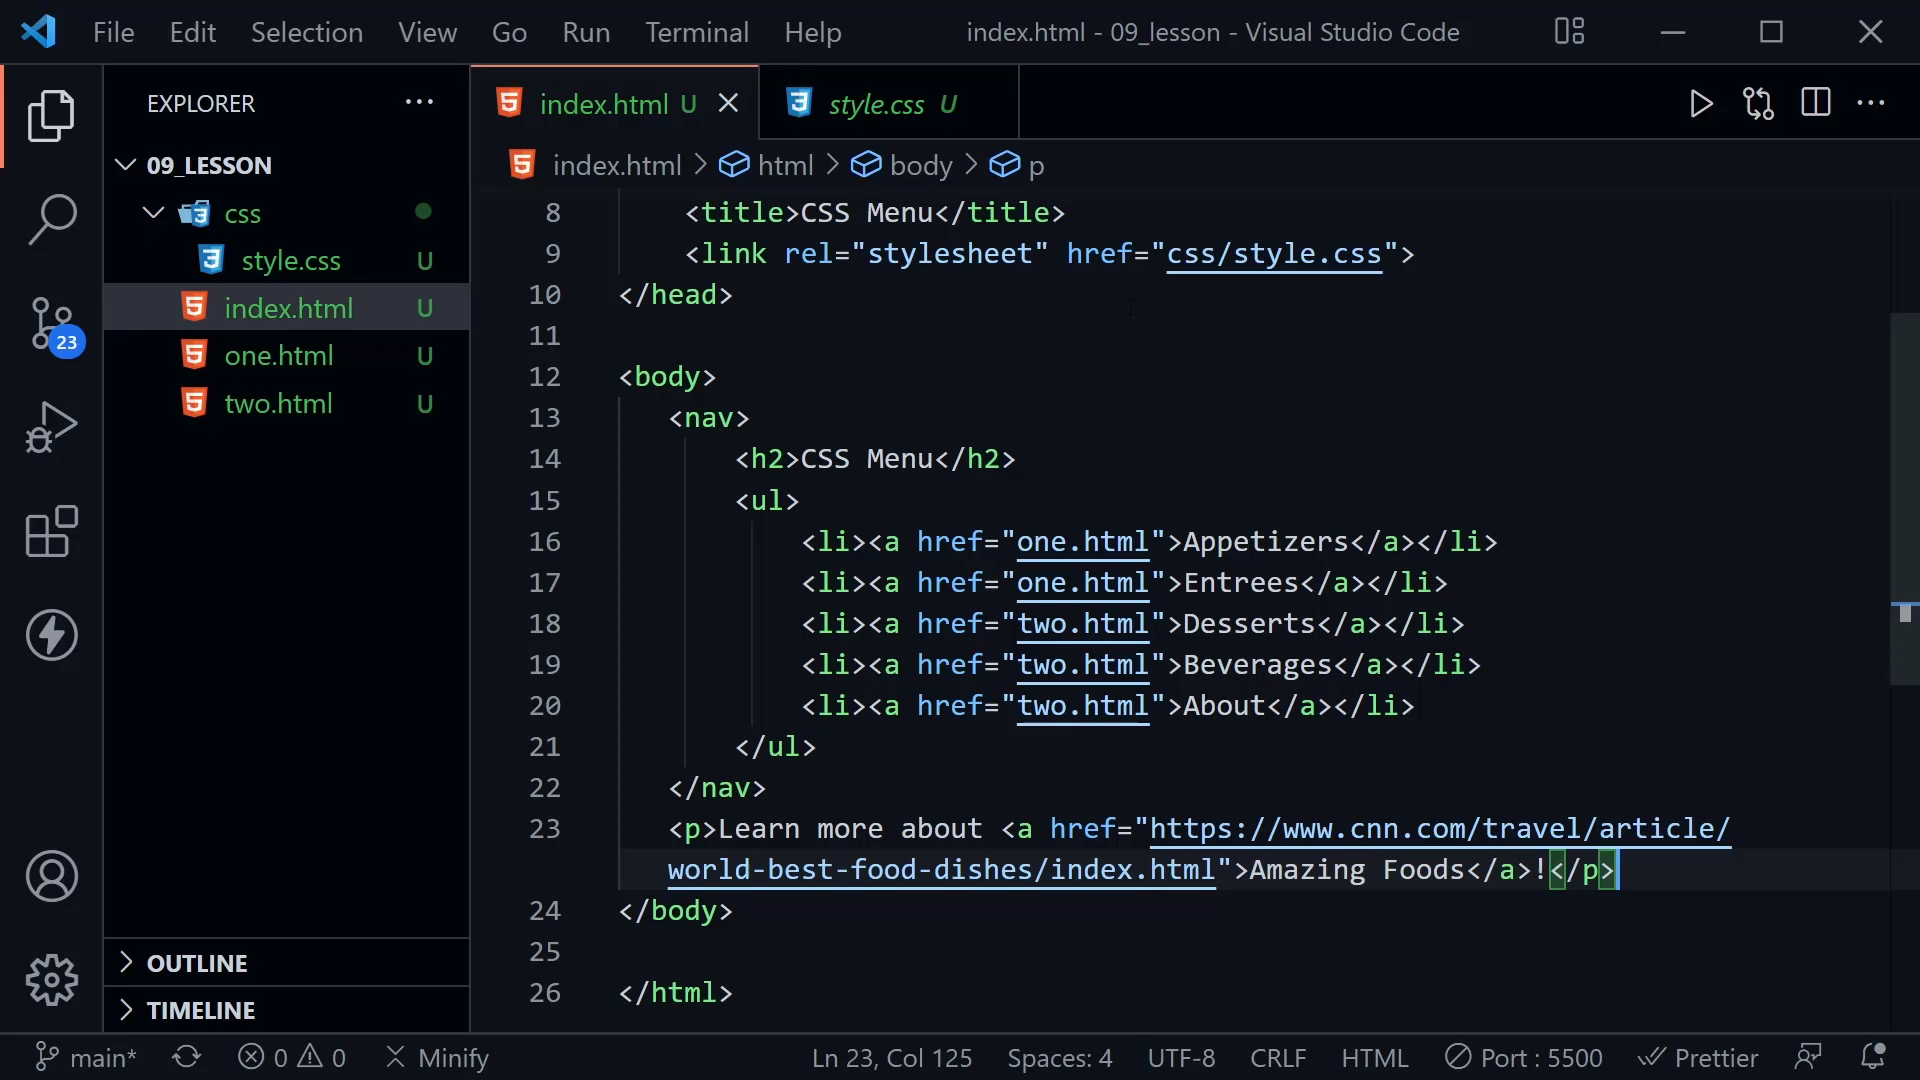 File Edit Selection View Go Run Terminal Help index.html - 09_lesson - Visual Studio Code
EXPLORER ···
09_LESSON
css
style.css U
index.html U
one.html U
two.html U
23
OUTLINE
TIMELINE
index.html U
style.css U
index.html > html > body > p
8 <title>CSS Menu</title>
9 <link rel="stylesheet" href="css/style.css">
10 </head>
11
12 <body>
13 <nav>
14 <h2>CSS Menu</h2>
15 <ul>
16 <li><a href="one.html">Appetizers</a></li>
17 <li><a href="one.html">Entrees</a></li>
18 <li><a href="two.html">Desserts</a></li>
19 <li><a href="two.html">Beverages</a></li>
20 <li><a href="two.html">About</a></li>
21 </ul>
22 </nav>
23 <p>Learn more about <a href="https://www.cnn.com/travel/article/
world-best-food-dishes/index.html">Amazing Foods</a>!</p>
24 </body>
25
26 </html>
main* 0 0 Minify Ln 23, Col 125 Spaces: 4 UTF-8 CRLF HTML Port : 5500 Prettier